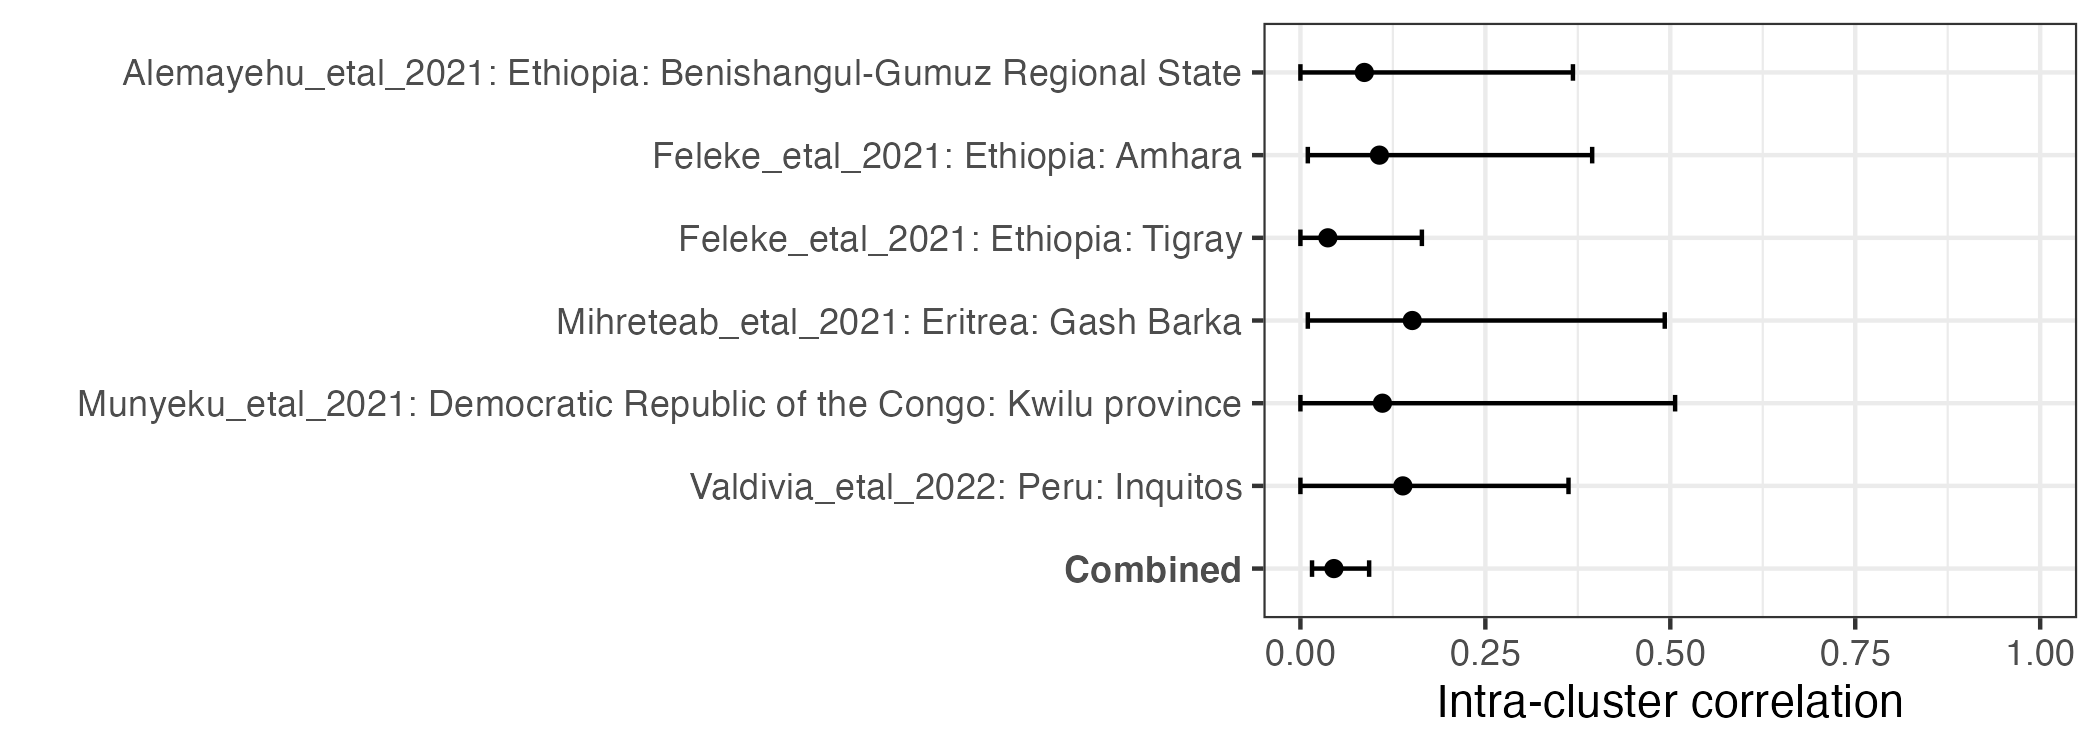 Alemayehu_etal_2021: Ethiopia: Benishangul-Gumuz Regional State
Feleke_etal_2021: Ethiopia: Amhara
Feleke_etal_2021: Ethiopia: Tigray
Mihreteab_etal_2021: Eritrea: Gash Barka
Munyeku_etal_2021: Democratic Republic of the Congo: Kwilu province
Valdivia_etal_2022: Peru: Inquitos
Combined
0.00 0.25 0.50 0.75 1.00
Intra-cluster correlation